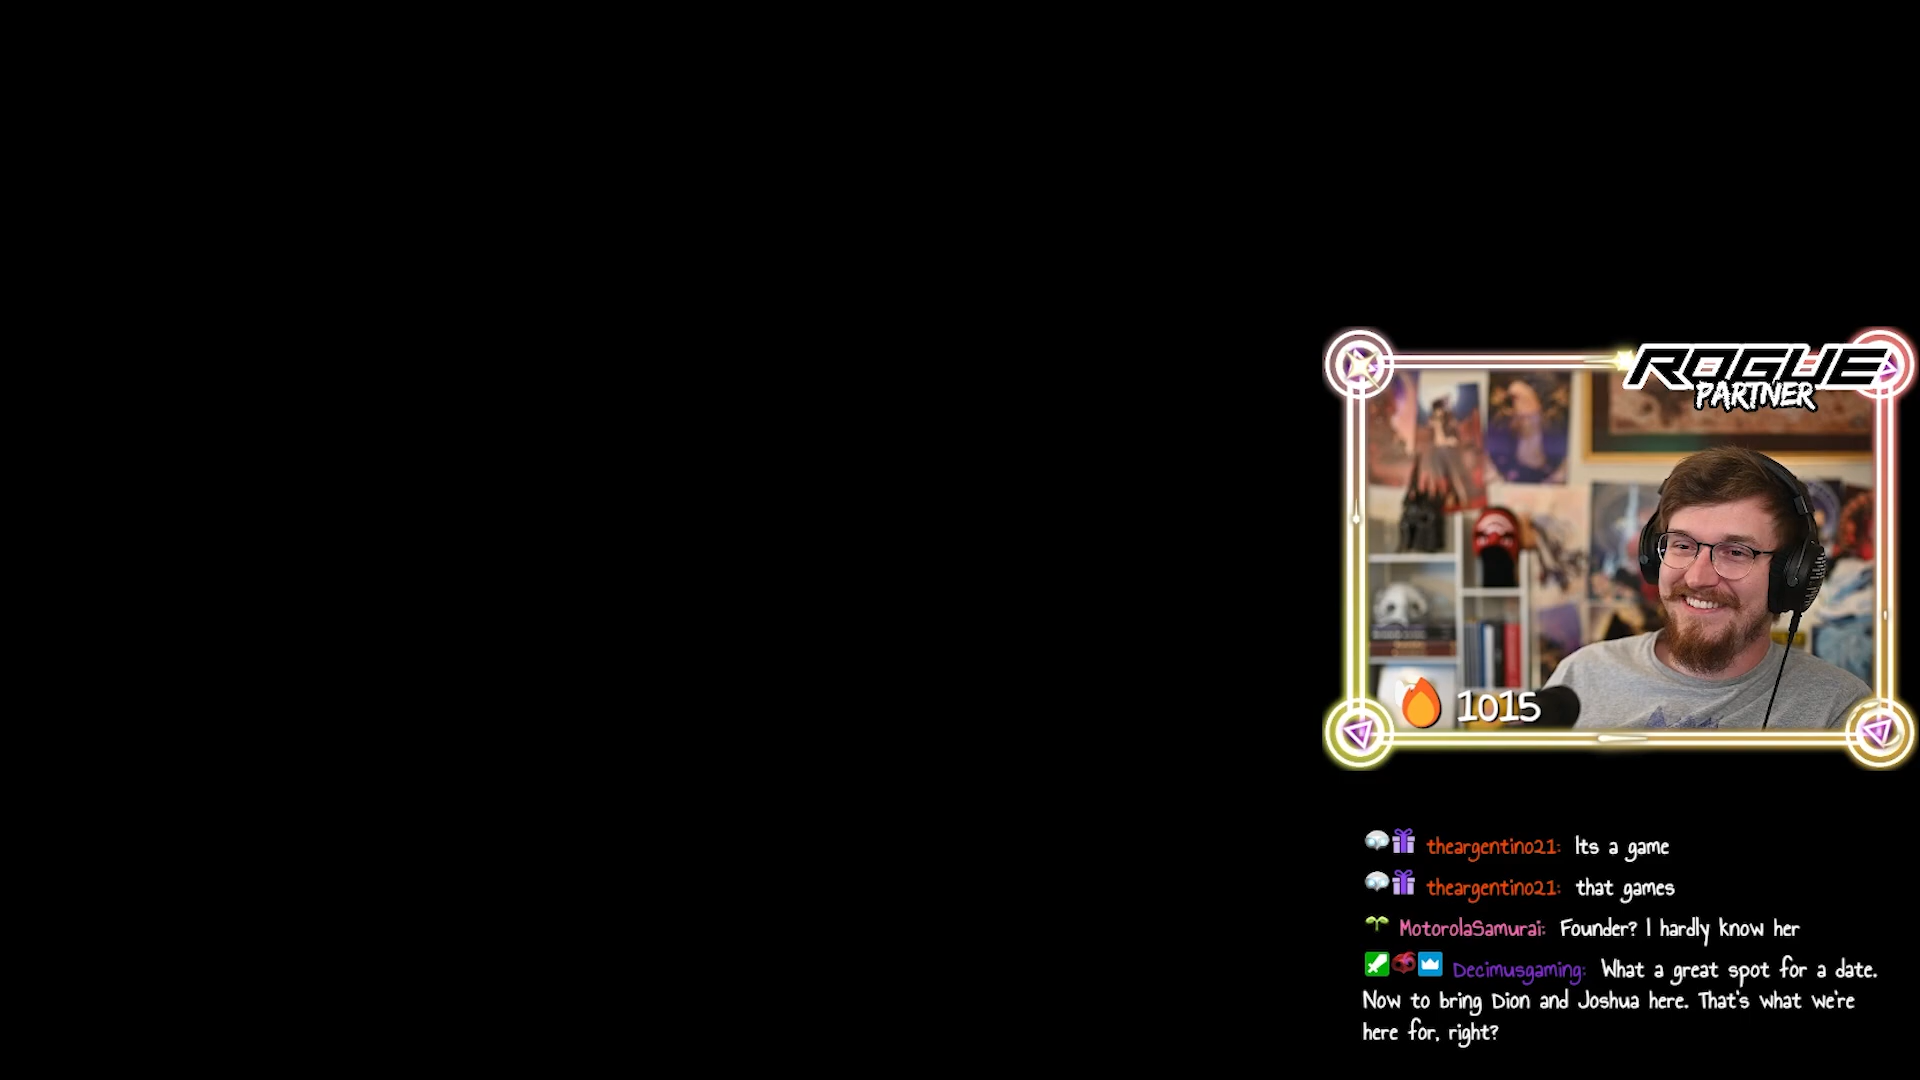 ROGUE
PARTNER
1015
theargentino21: Its a game
theargentino21: that games
MotorolaSamurai: Founder? I hardly know her
Decimusgaming: What a great spot for a date.
Now to bring Dion and Joshua here. That's what we're
here for, right?